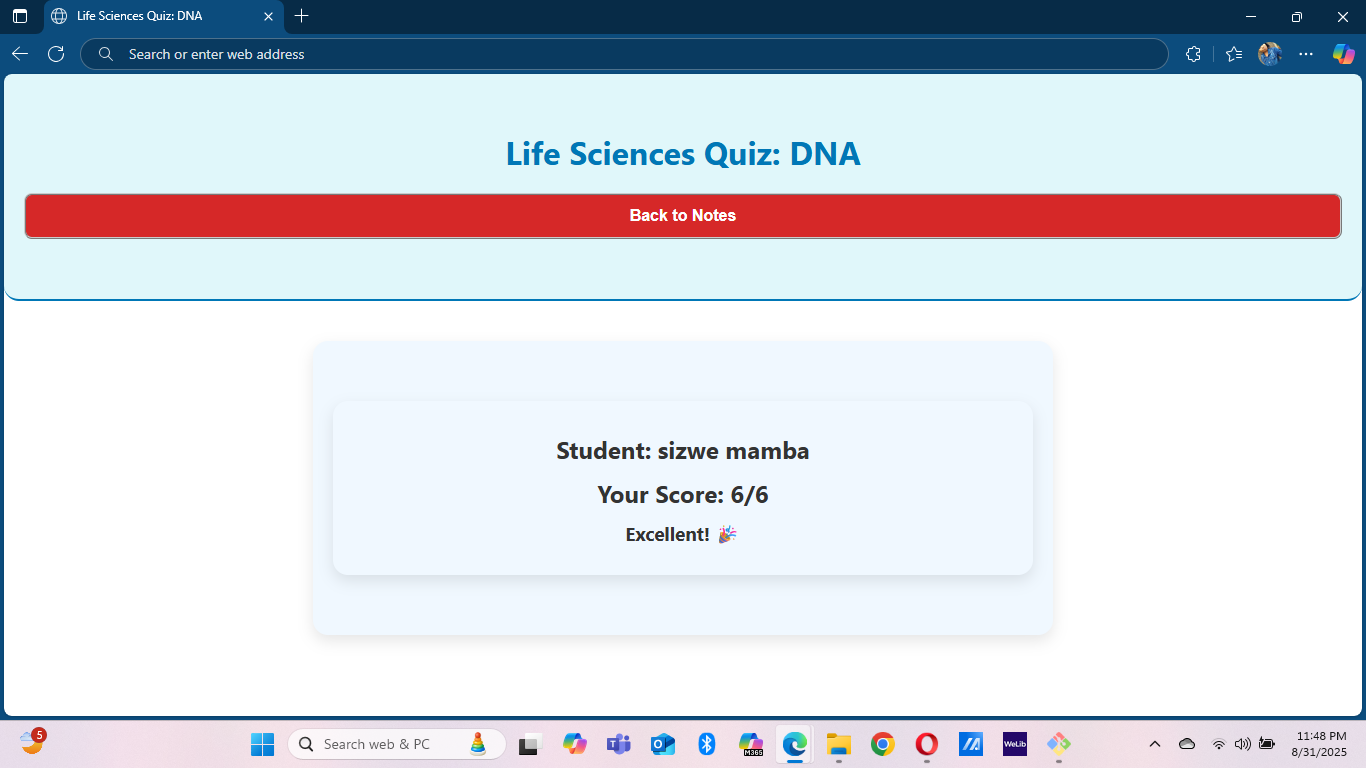 Life Sciences Quiz: DNA
Search or enter web address
Life Sciences Quiz: DNA
Back to Notes
Student: sizwe mamba
Your Score: 6/6
Excellent! 🎉
5
Search web & PC
M365
WeLib
11:48 PM
8/31/2025